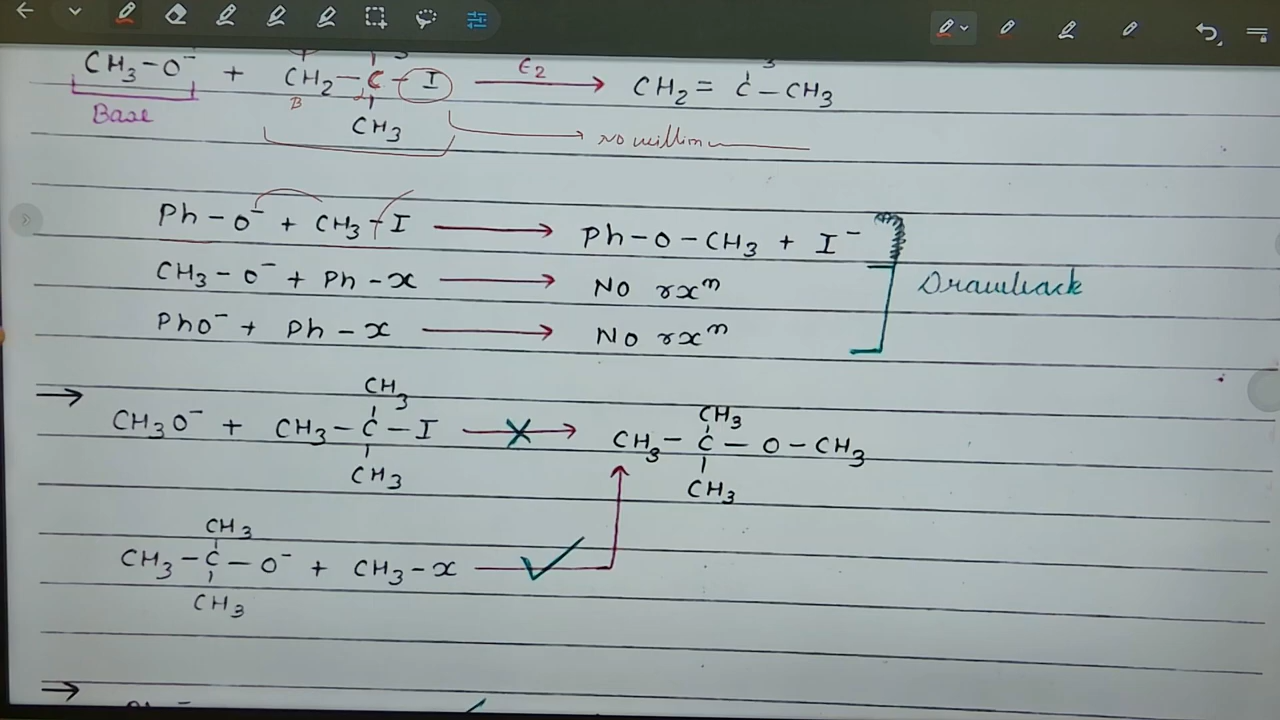 CH₃-O⁻ + CH₂-C-I E₂ → CH₂= C-CH₃
3
B
Base
CH₃
Ph-O⁻ + CH₃-I → Ph-O-CH₃ + I⁻
CH₃-O⁻ + Ph-x → No rxⁿ
Drawback
PhO⁻ + Ph-x → No rxⁿ
CH₃ CH₃
→ CH₃O⁻ + CH₃-C-I → CH₃-C-O-CH₃
CH₃ CH₃
CH₃
CH₃-C-O⁻ + CH₃-x
CH₃
→